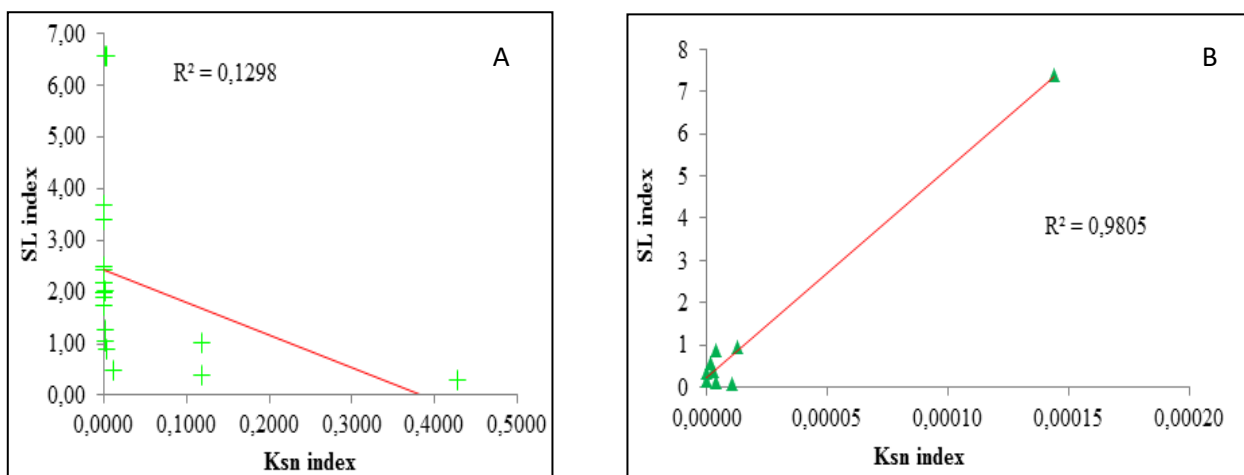 A
R² = 0,1298
SL index
7,00
6,00
5,00
4,00
3,00
2,00
1,00
0,00
0,0000 0,1000 0,2000 0,3000 0,4000 0,5000
Ksn index
B
R² = 0,9805
SL index
8
7
6
5
4
3
2
1
0
0,00000 0,00005 0,00010 0,00015 0,00020
Ksn index